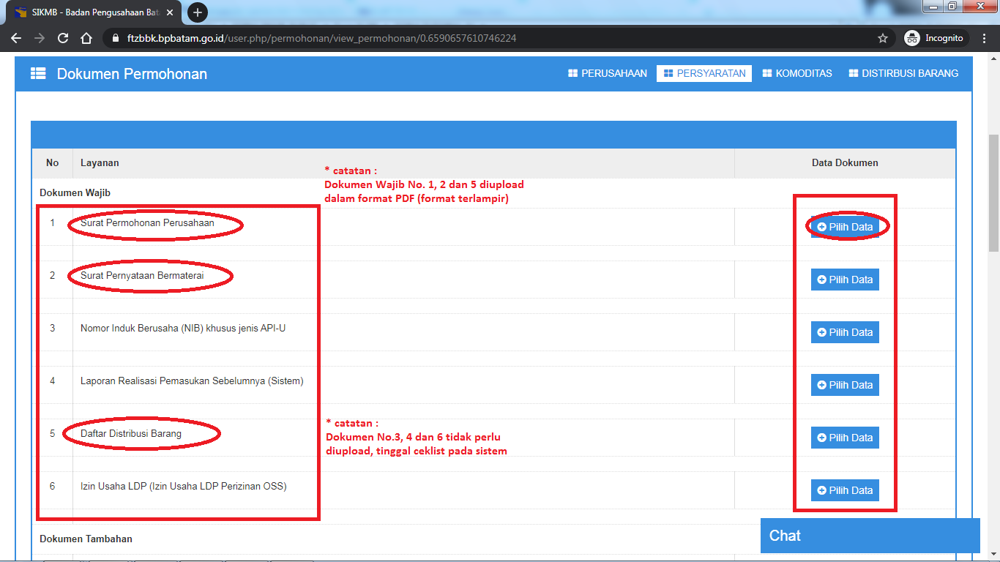 SIKMB - Badan Pengusahaan Bat
ftzbbk.bpbatam.go.id/user.php/permohonan/view_permohonan/0.6590657610746224
Incognito
Dokumen Permohonan
PERUSAHAAN
PERSYARATAN
KOMODITAS
DISTIRBUSI BARANG
No
Layanan
Data Dokumen
* catatan :
Dokumen Wajib No. 1, 2 dan 5 diupload
dalam format PDF (format terlampir)
Dokumen Wajib
1
Surat Permohonan Perusahaan
Pilih Data
2
Surat Pernyataan Bermaterai
Pilih Data
3
Nomor Induk Berusaha (NIB) khusus jenis API-U
Pilih Data
4
Laporan Realisasi Pemasukan Sebelumnya (Sistem)
Pilih Data
* catatan :
Dokumen No.3, 4 dan 6 tidak perlu
diupload, tinggal ceklist pada sistem
5
Daftar Distribusi Barang
Pilih Data
6
Izin Usaha LDP (Izin Usaha LDP Perizinan OSS)
Pilih Data
Dokumen Tambahan
Chat